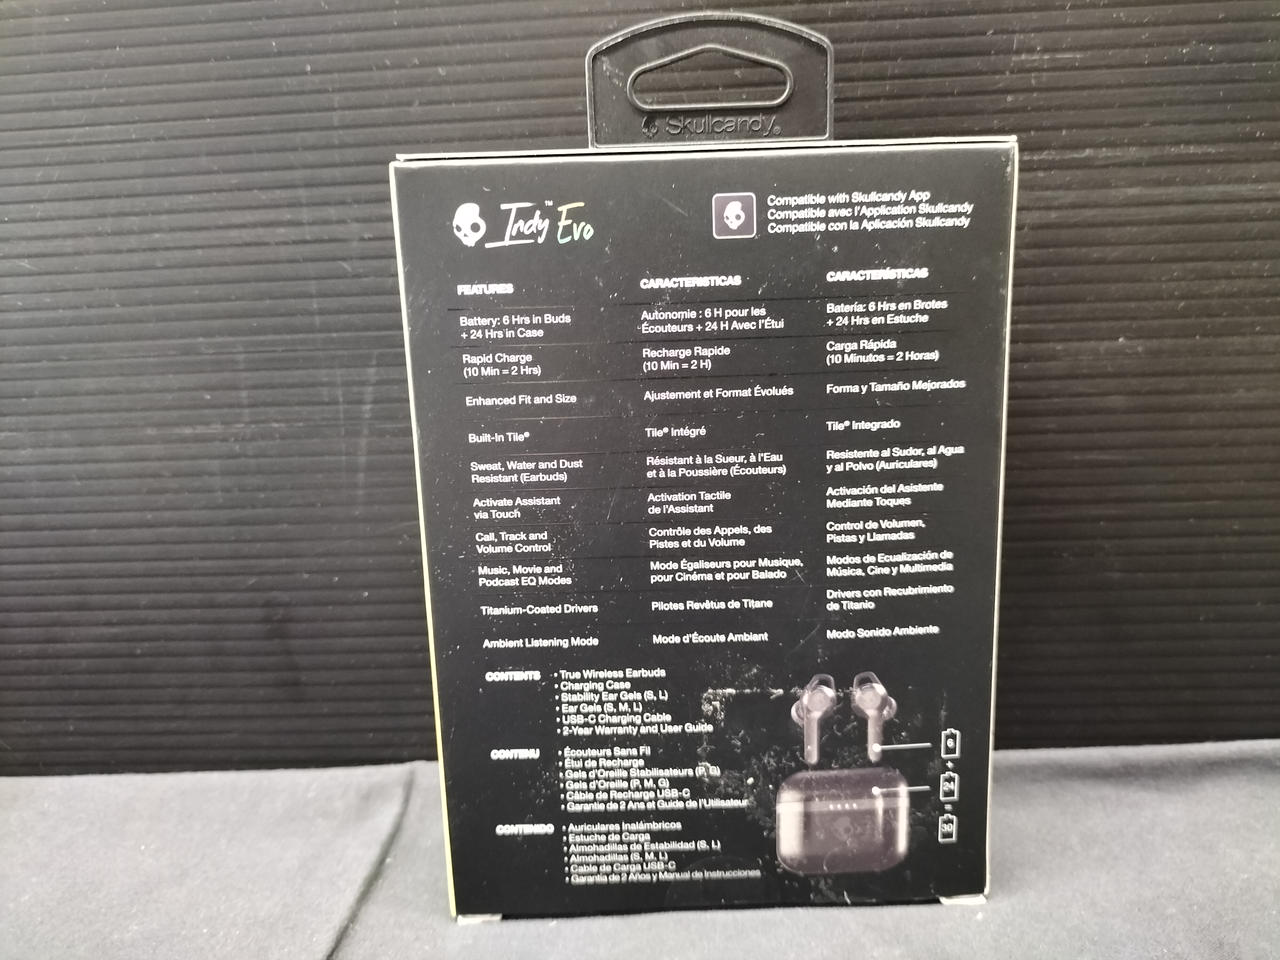 Skullcandy®
Indy™ Evo
Compatible with Skullcandy App
Compatible avec l'Application Skullcandy
Compatible con la Aplicación Skullcandy
FEATURES
Battery: 6 Hrs in Buds
+ 24 Hrs in Case
Rapid Charge
(10 Min = 2 Hrs)
Enhanced Fit and Size
Built-In Tile®
Sweat, Water and Dust
Resistant (Earbuds)
Activate Assistant
via Touch
Call, Track and
Volume Control
Music, Movie and
Podcast EQ Modes
Titanium-Coated Drivers
Ambient Listening Mode
CARACTERISTICAS
Autonomie : 6 H pour les
Écouteurs + 24 H Avec l'Étui
Recharge Rapide
(10 Min = 2 H)
Ajustement et Format Évolués
Tile® Intégré
Résistant à la Sueur, à l'Eau
et à la Poussière (Écouteurs)
Activation Tactile
de l'Assistant
Contrôle des Appels, des
Pistes et du Volume
Mode Égaliseurs pour Musique,
pour Cinéma et pour Balado
Pilotes Revêtus de Titane
Mode d'Écoute Ambiant
CARACTERÍSTICAS
Batería: 6 Hrs en Brotes
+ 24 Hrs en Estuche
Carga Rápida
(10 Minutos = 2 Horas)
Forma y Tamaño Mejorados
Tile® Integrado
Resistente al Sudor, al Agua
y al Polvo (Auriculares)
Activación del Asistente
Mediante Toques
Control de Volumen,
Pistas y Llamadas
Modos de Ecualización de
Música, Cine y Multimedia
Drivers con Recubrimiento
de Titanio
Modo Sonido Ambiente
CONTENTS
• True Wireless Earbuds
• Charging Case
• Stability Ear Gels (S, L)
• Ear Gels (S, M, L)
• USB-C Charging Cable
• 2-Year Warranty and User Guide
CONTENU
• Écouteurs Sans Fil
• Étui de Recharge
• Gels d'Oreille Stabilisateurs (P, G)
• Gels d'Oreille (P, M, G)
• Câble de Recharge USB-C
• Garantie de 2 Ans et Guide de l'Utilisateur
CONTENIDO
• Auriculares Inalámbricos
• Estuche de Carga
• Almohadillas de Estabilidad (S, L)
• Almohadillas (S, M, L)
• Cable de Carga USB-C
• Garantía de 2 Años y Manual de Instrucciones
6
+
24
=
30